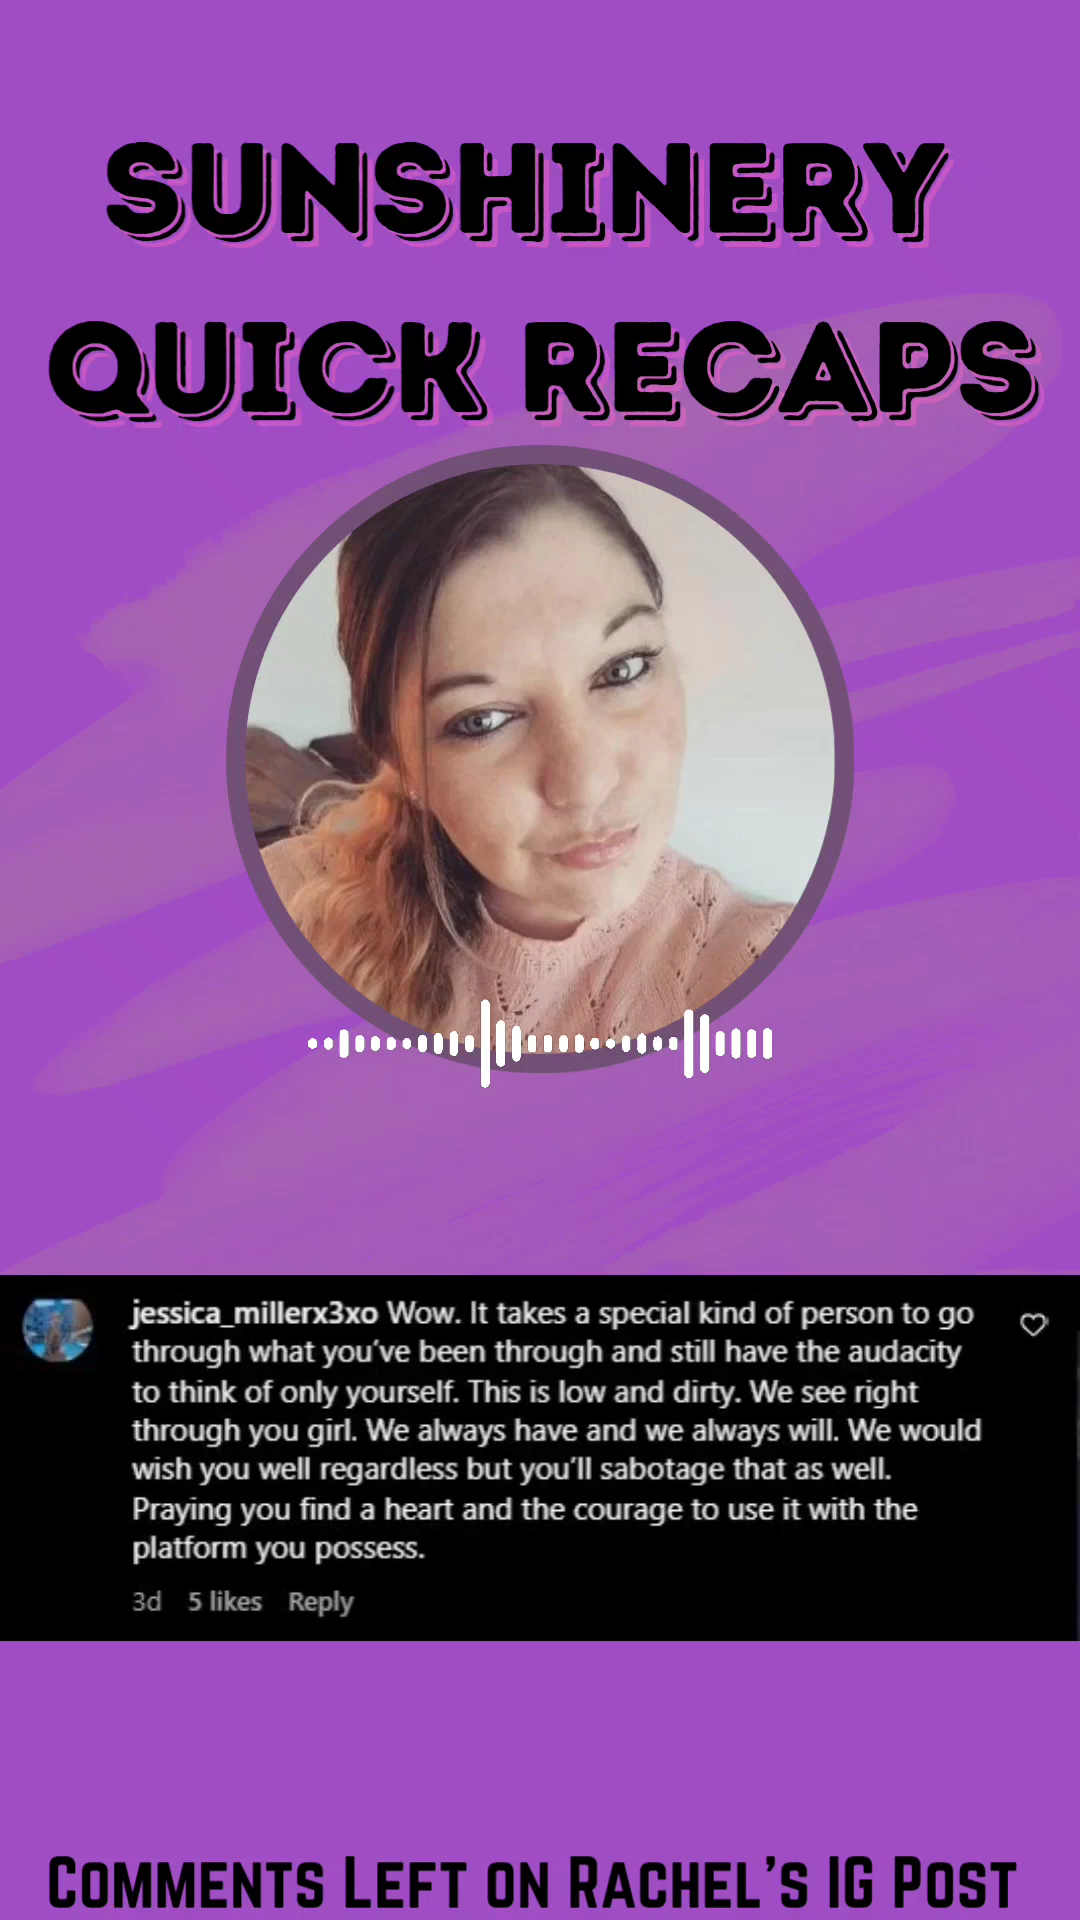 SUNSHINERY
QUICK RECAPS
jessica_millerx3xo Wow. It takes a special kind of person to go
through what you've been through and still have the audacity
to think of only yourself. This is low and dirty. We see right
through you girl. We always have and we always will. We would
wish you well regardless but you'll sabotage that as well.
Praying you find a heart and the courage to use it with the
platform you possess.
3d 5 likes Reply
COMMENTS LEFT ON RACHEL'S IG POST